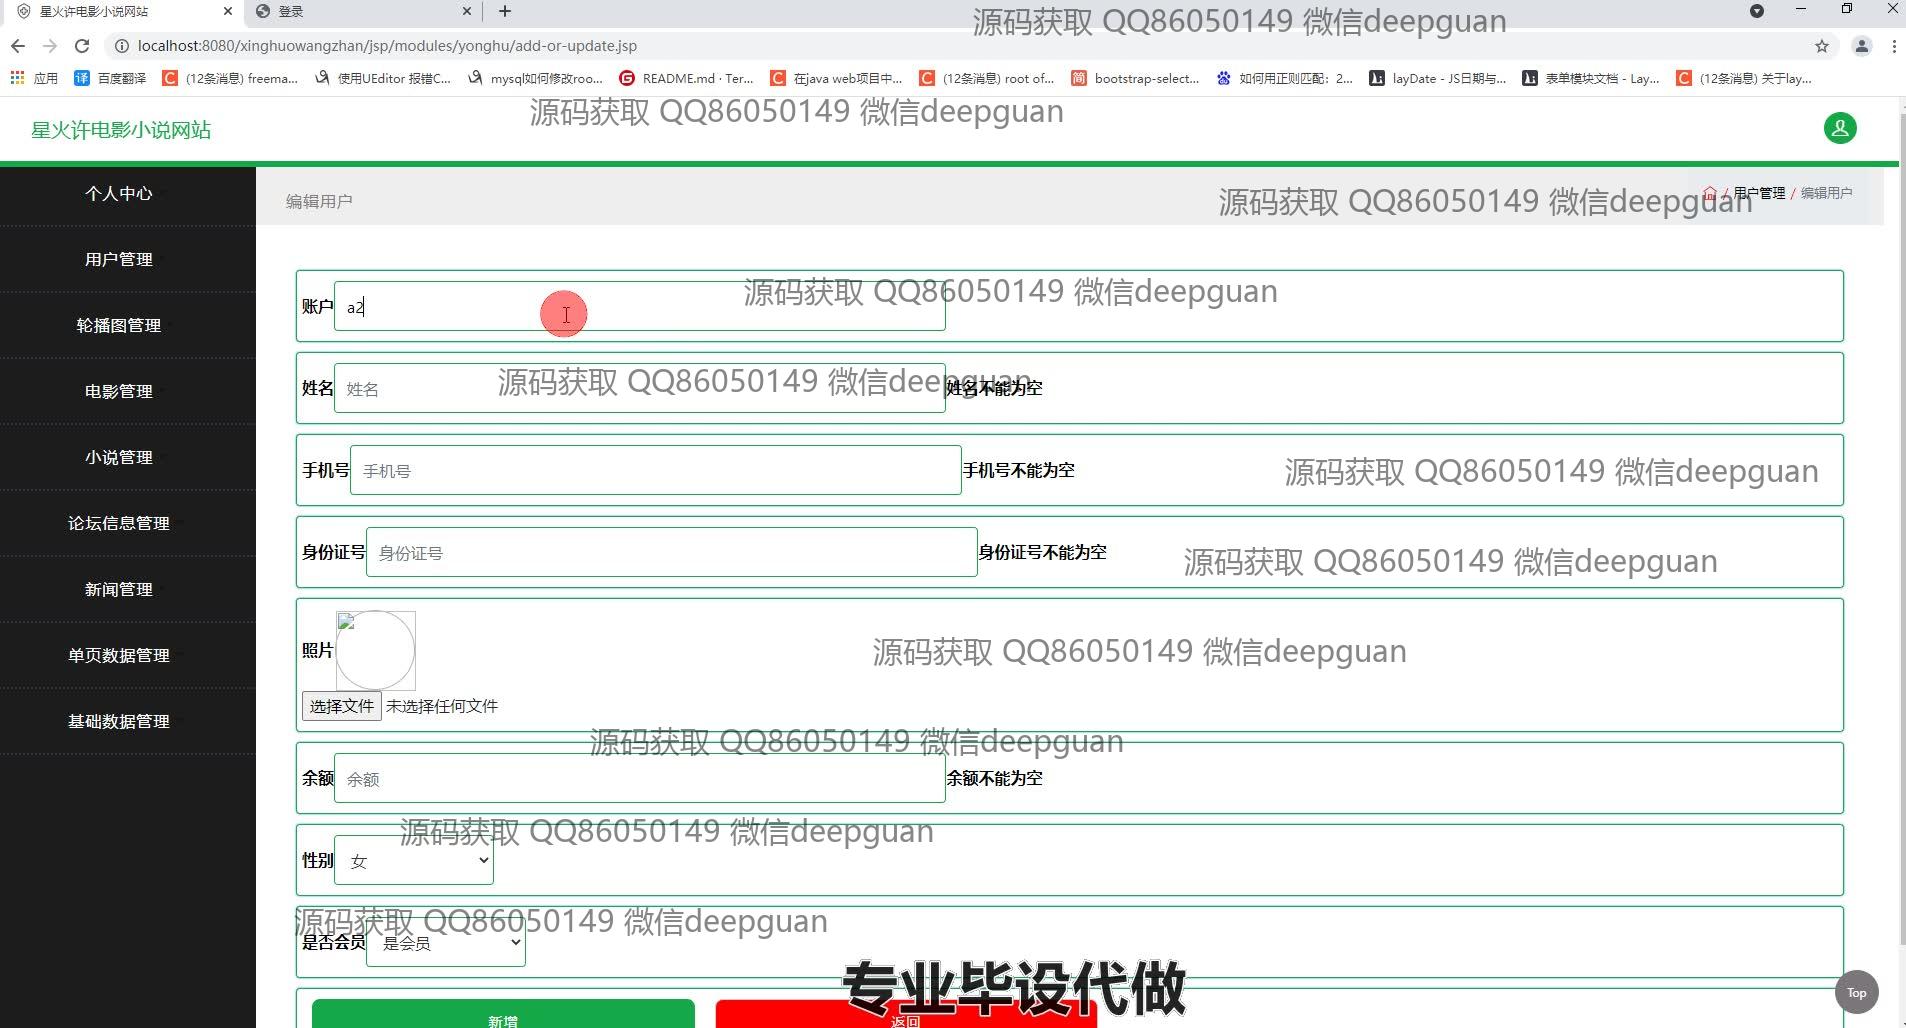 星火许电影小说网站
登录
源码获取 QQ86050149 微信deepguan
localhost:8080/xinghuowangzhan/jsp/modules/yonghu/add-or-update.jsp
应用
百度翻译
(12条消息) freema...
使用UEditor 报错C...
mysql如何修改roo...
README.md · Ter...
在java web项目中...
(12条消息) root of...
bootstrap-select...
如何用正则匹配：2...
layDate - JS日期与...
表单模块文档 - Lay...
(12条消息) 关于lay...
源码获取 QQ86050149 微信deepguan
星火许电影小说网站
个人中心
用户管理
轮播图管理
电影管理
小说管理
论坛信息管理
新闻管理
单页数据管理
基础数据管理
编辑用户
源码获取 QQ86050149 微信deepguan
/ 用户管理 / 编辑用户
账户 a2
源码获取 QQ86050149 微信deepguan
姓名 姓名 姓名不能为空
源码获取 QQ86050149 微信deepguan
手机号 手机号 手机号不能为空
源码获取 QQ86050149 微信deepguan
身份证号 身份证号 身份证号不能为空
源码获取 QQ86050149 微信deepguan
照片
源码获取 QQ86050149 微信deepguan
选择文件 未选择任何文件
源码获取 QQ86050149 微信deepguan
余额 余额 余额不能为空
源码获取 QQ86050149 微信deepguan
性别 女
源码获取 QQ86050149 微信deepguan
是否会员 是会员
专业毕设代做
Top
新增
返回